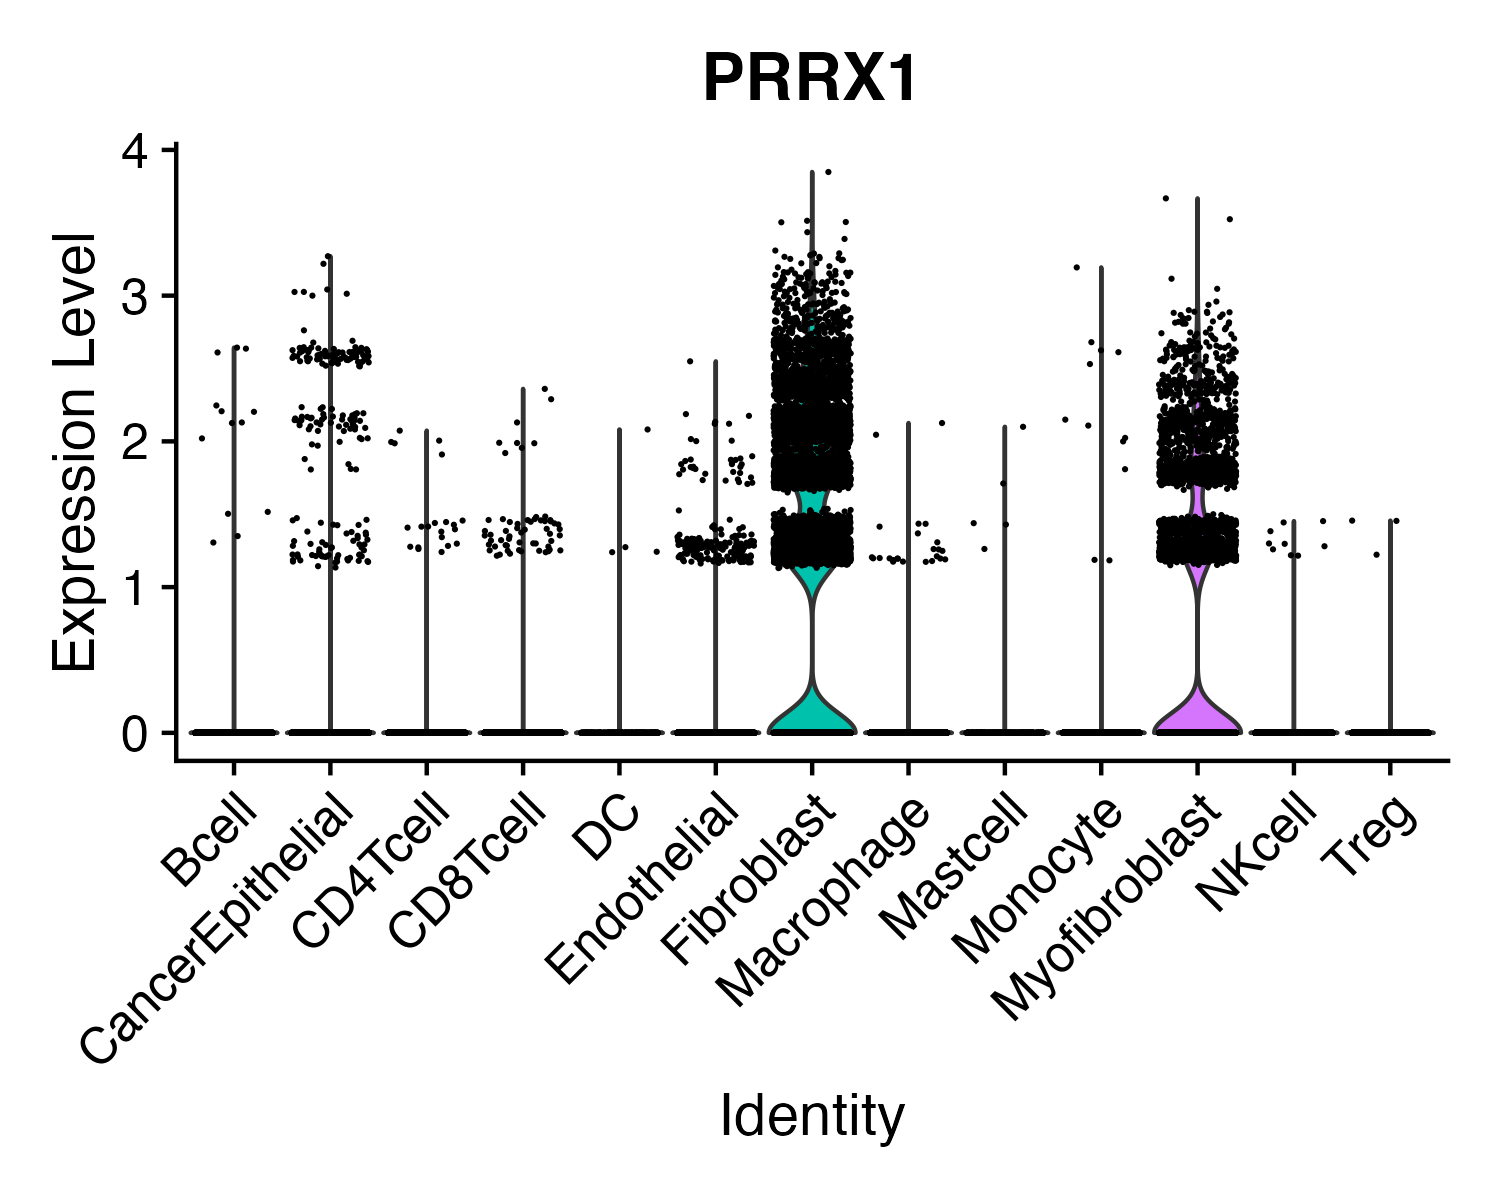 PRRX1
Expression Level
4
3
2
1
0
Bcell
CancerEpithelial
CD4Tcell
CD8Tcell
DC
Endothelial
Fibroblast
Macrophage
Mastcell
Monocyte
Myofibroblast
NKcell
Treg
Identity